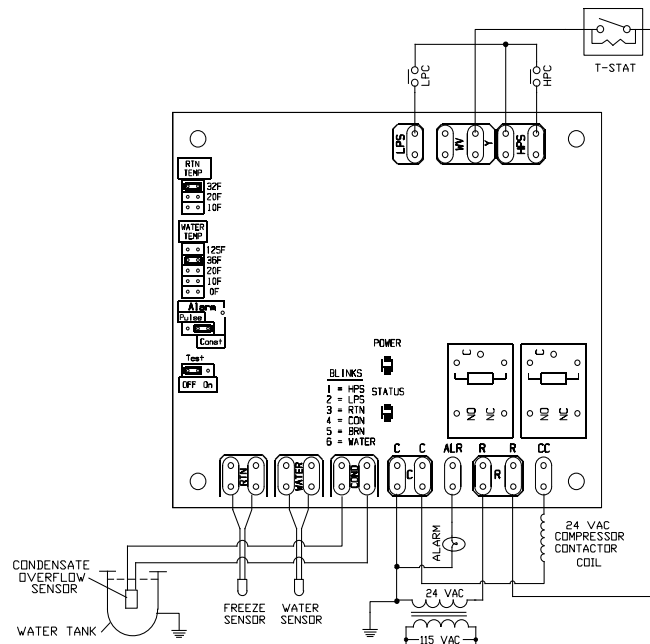 T-STAT
LPC
HPC
LPS
WV
Y
HPS
RTN
TEMP
32F
20F
10F
WATER
TEMP
125F
36F
20F
10F
0F
Alarm
Pulse
Const
Test
OFF On
POWER
STATUS
BLINKS
1 = HPS
2 = LPS
3 = RTN
4 = CON
5 = BRN
6 = WATER
C
C
NO
NC
NO
NC
C C ALR R R CC
RTN
WATER
COND
C
R
ALARM
24 VAC
COMPRESSOR
CONTACTOR
COIL
CONDENSATE
OVERFLOW
SENSOR
WATER TANK
FREEZE
SENSOR
WATER
SENSOR
24 VAC
115 VAC